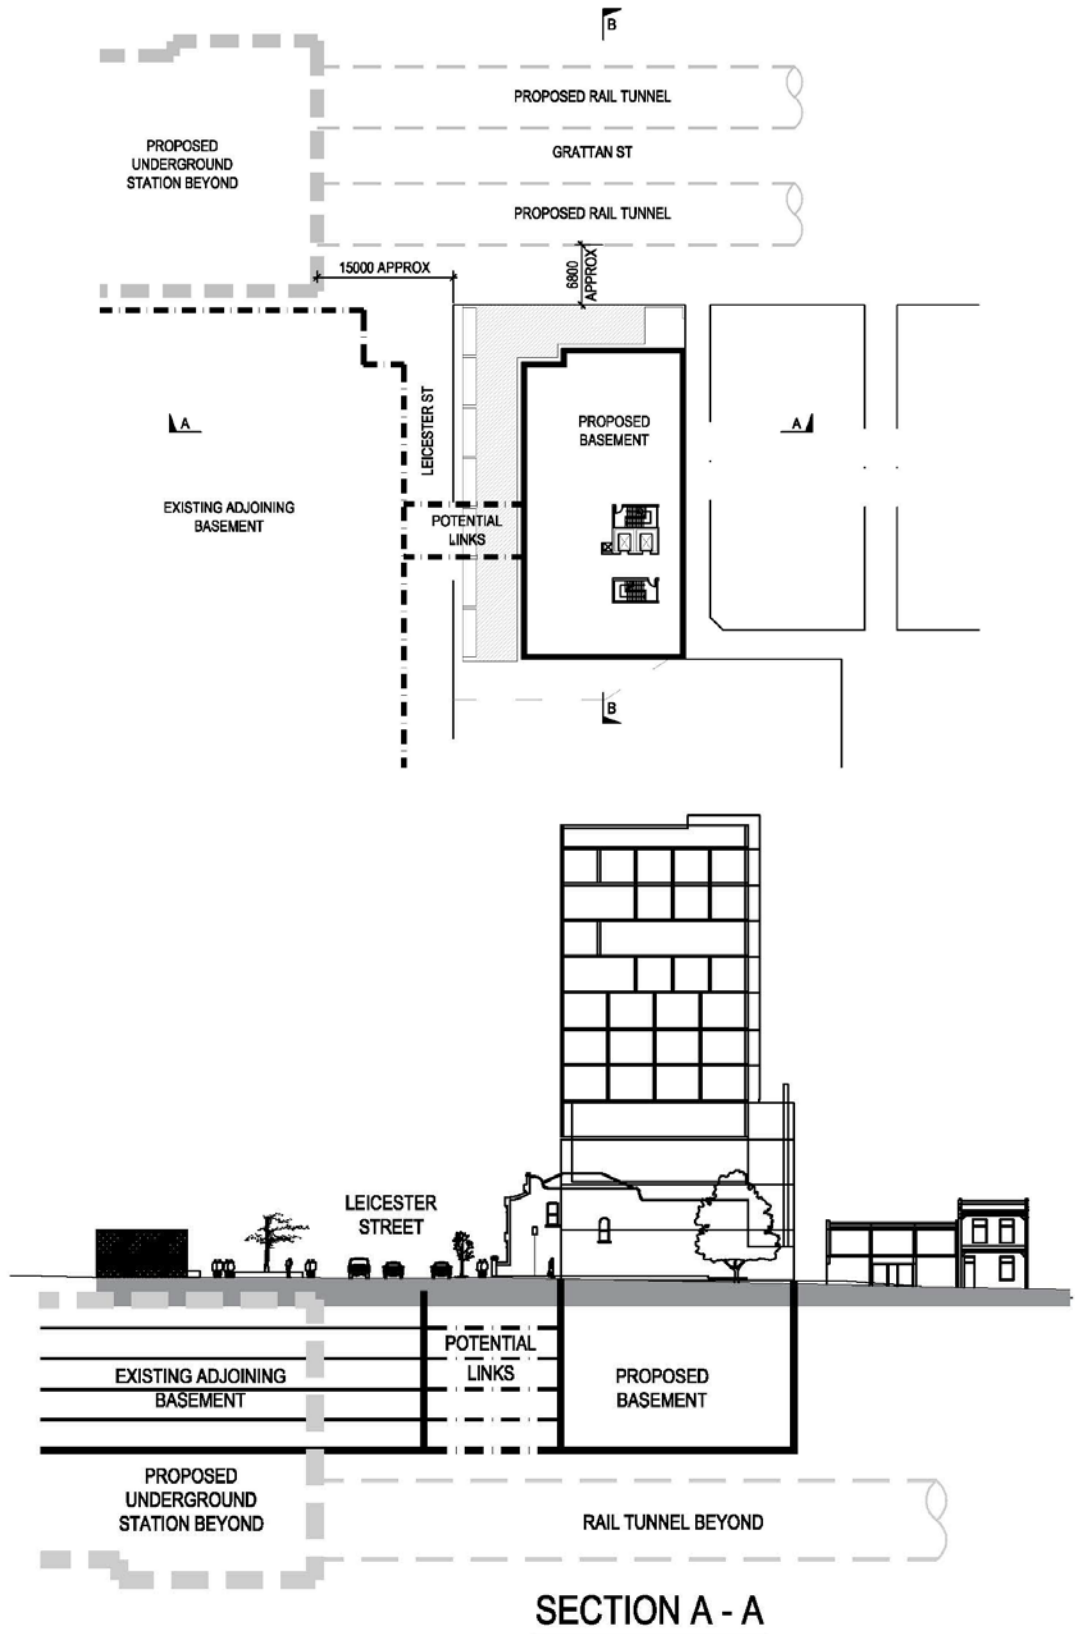 B
PROPOSED RAIL TUNNEL
PROPOSED
UNDERGROUND
STATION BEYOND
GRATTAN ST
PROPOSED RAIL TUNNEL
15000 APPROX
6800
APPROX
LEICESTER ST
A
PROPOSED
BASEMENT
A
EXISTING ADJOINING
BASEMENT
POTENTIAL
LINKS
B
LEICESTER
STREET
POTENTIAL
LINKS
EXISTING ADJOINING
BASEMENT
PROPOSED
BASEMENT
PROPOSED
UNDERGROUND
STATION BEYOND
RAIL TUNNEL BEYOND
SECTION A - A